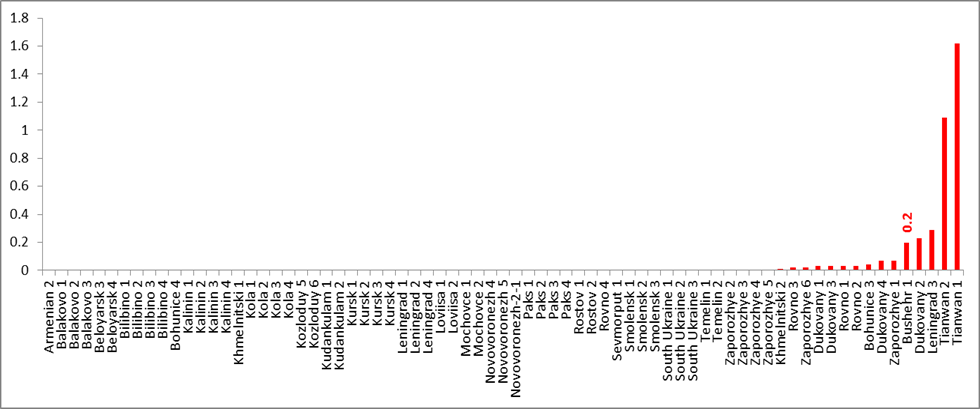 1.8
1.6
1.4
1.2
1
0.8
0.6
0.4
0.2
0
0.2
Armenian 2
Balakovo 1
Balakovo 2
Balakovo 3
Beloyarsk 3
Beloyarsk 4
Bilibino 1
Bilibino 2
Bilibino 3
Bilibino 4
Bohunice 4
Kalinin 1
Kalinin 2
Kalinin 3
Kalinin 4
Khmelnitski 1
Kola 1
Kola 2
Kola 3
Kola 4
Kozloduy 5
Kozloduy 6
Kudankulam 1
Kudankulam 2
Kursk 1
Kursk 2
Kursk 3
Kursk 4
Leningrad 1
Leningrad 2
Leningrad 4
Loviisa 1
Loviisa 2
Mochovce 1
Mochovce 2
Novovoronezh 4
Novovoronezh 5
Novovoronezh-2-1
Paks 1
Paks 2
Paks 3
Paks 4
Rostov 1
Rostov 2
Rovno 4
Sevmorput 1
Smolensk 1
Smolensk 2
Smolensk 3
South Ukraine 1
South Ukraine 2
South Ukraine 3
Temelin 1
Temelin 2
Zaporozhye 2
Zaporozhye 3
Zaporozhye 4
Zaporozhye 5
Khmelnitski 2
Rovno 3
Zaporozhye 6
Dukovany 1
Dukovany 3
Rovno 1
Rovno 2
Bohunice 3
Dukovany 4
Zaporozhye 1
Bushehr 1
Dukovany 2
Leningrad 3
Tianwan 2
Tianwan 1